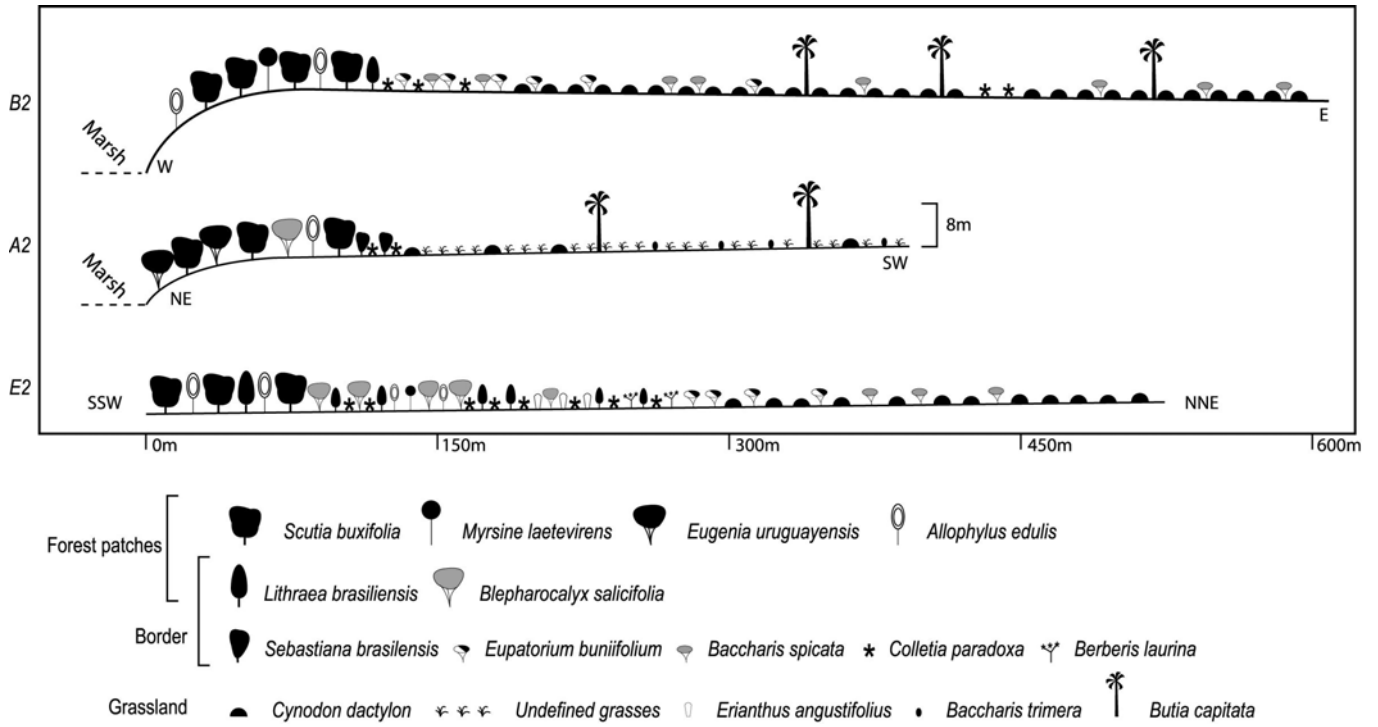 B2
Marsh
W
E
A2
Marsh
NE
SW
8m
E2
SSW
NNE
0m 150m 300m 450m 600m
Forest patches
Scutia buxifolia Myrsine laetevirens Eugenia uruguayensis Allophylus edulis
Lithraea brasiliensis Blepharocalyx salicifolia
Border
Sebastiana brasilensis Eupatorium buniifolium Baccharis spicata Colletia paradoxa Berberis laurina
Grassland Cynodon dactylon Undefined grasses Erianthus angustifolius Baccharis trimera Butia capitata